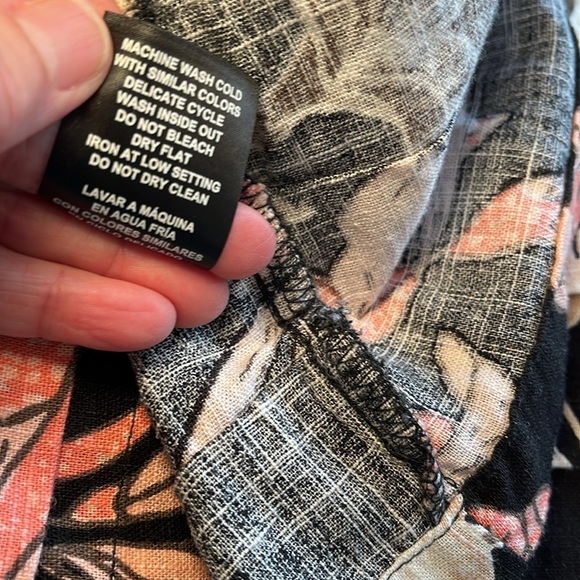 MACHINE WASH COLD
WITH SIMILAR COLORS
DELICATE CYCLE
WASH INSIDE OUT
DO NOT BLEACH
DRY FLAT
IRON AT LOW SETTING
DO NOT DRY CLEAN
LAVAR A MÁQUINA
EN AGUA FRÍA
CON COLORES SIMILARES